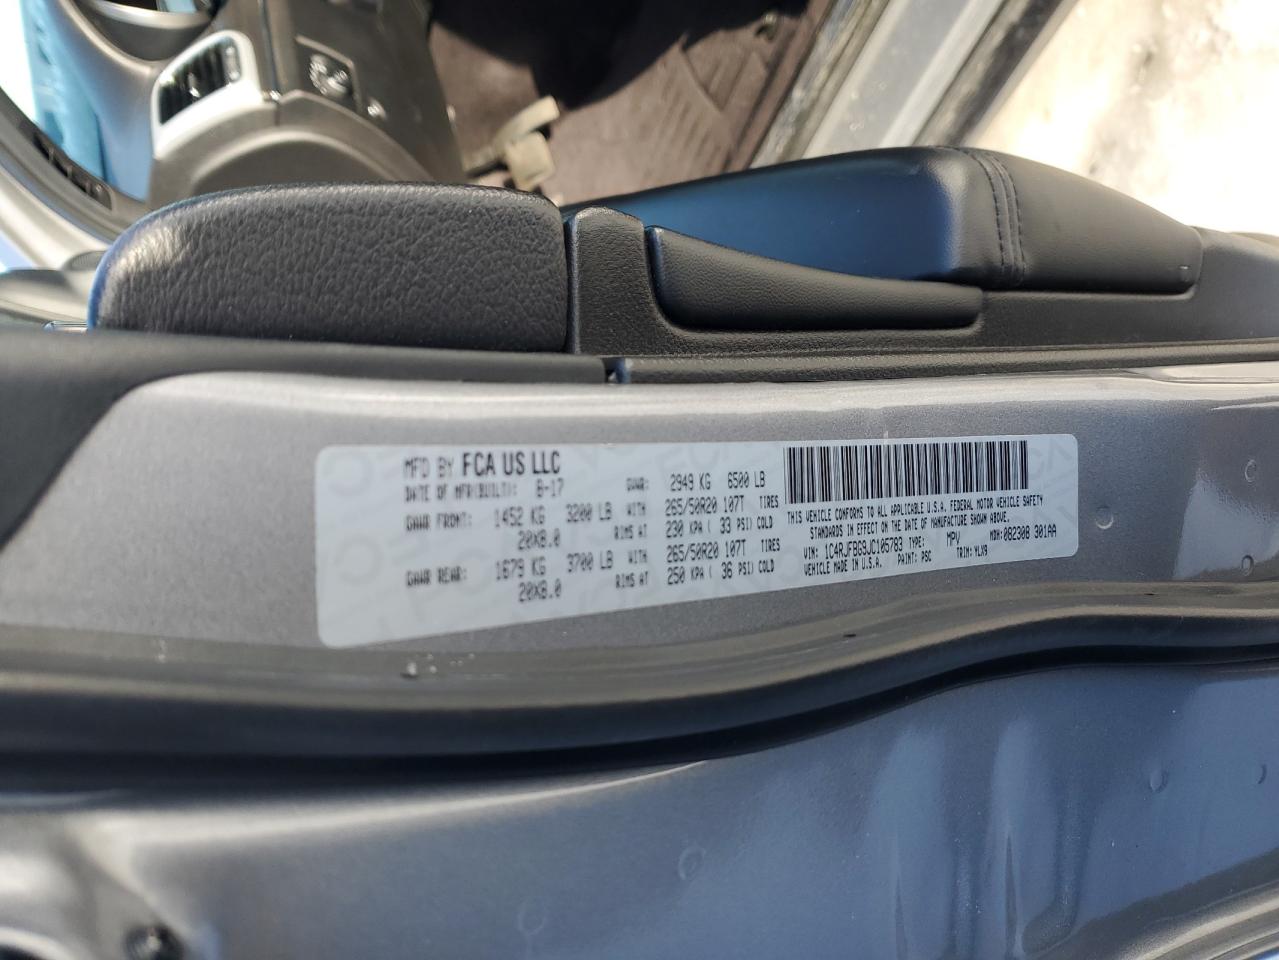 MFD BY FCA US LLC
DATE OF MFR(BUILT): 8-17 GVWR: 2949 KG 6500 LB
GAWR FRONT: 1452 KG 3200 LB WITH 265/50R20 107T TIRES
20X8.0 RIMS AT 230 KPA ( 33 PSI) COLD
GAWR REAR: 1679 KG 3700 LB WITH 265/50R20 107T TIRES
20X8.0 RIMS AT 250 KPA ( 36 PSI) COLD
THIS VEHICLE CONFORMS TO ALL APPLICABLE U.S.A. FEDERAL MOTOR VEHICLE SAFETY
STANDARDS IN EFFECT ON THE DATE OF MANUFACTURE SHOWN ABOVE.
VIN: 1C4RJFBG9JC105783 TYPE: MPV MDH: 082308 301AA
VEHICLE MADE IN U.S.A. PAINT: PSC TRIM: YLX9